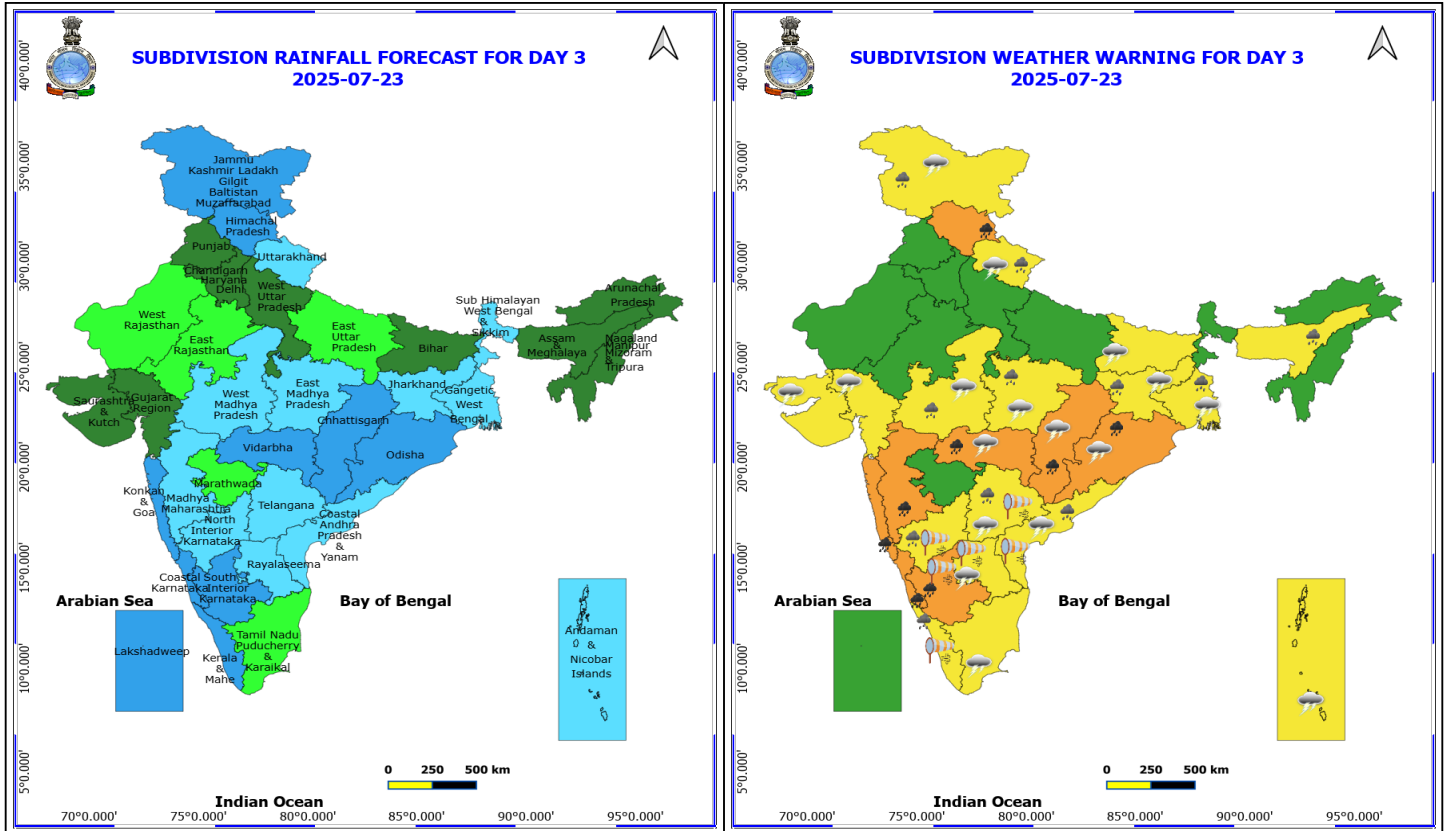 SUBDIVISION RAINFALL FORECAST FOR DAY 3
2025-07-23
40°0.000'
35°0.000'
30°0.000'
25°0.000'
20°0.000'
15°0.000'
10°0.000'
5°0.000'
Jammu
Kashmir Ladakh
Gilgit
Baltistan
Muzaffarabad
Himachal
Pradesh
Punjab
Uttarakhand
Chandigarh
Haryana
Delhi
West
Uttar
Pradesh
Arunachal
Pradesh
Sub Himalayan
West Bengal
&
Sikkim
West
Rajasthan
East
Rajasthan
East
Uttar
Pradesh
Bihar
Assam
&
Meghalaya
Nagaland
Manipur
Mizoram
&
Tripura
Saurashtra
&
Kutch
Gujarat
Region
West
Madhya
Pradesh
East
Madhya
Pradesh
Jharkhand
Gangetic
West
Bengal
Chhattisgarh
Vidarbha
Odisha
Konkan
&
Goa
Madhya
Maharashtra
Marathwada
Telangana
North
Interior
Karnataka
Coastal
Andhra
Pradesh
&
Yanam
Rayalaseema
Coastal
Karnataka
South
Interior
Karnataka
Arabian Sea
Bay of Bengal
Lakshadweep
Tamil Nadu
Puducherry
&
Karaikal
Kerala
&
Mahe
Andaman
&
Nicobar
Islands
0 250 500 km
Indian Ocean
70°0.000' 75°0.000' 80°0.000' 85°0.000' 90°0.000' 95°0.000'
SUBDIVISION WEATHER WARNING FOR DAY 3
2025-07-23
40°0.000'
35°0.000'
30°0.000'
25°0.000'
20°0.000'
15°0.000'
10°0.000'
5°0.000'
Arabian Sea
Bay of Bengal
0 250 500 km
Indian Ocean
70°0.000' 75°0.000' 80°0.000' 85°0.000' 90°0.000' 95°0.000'